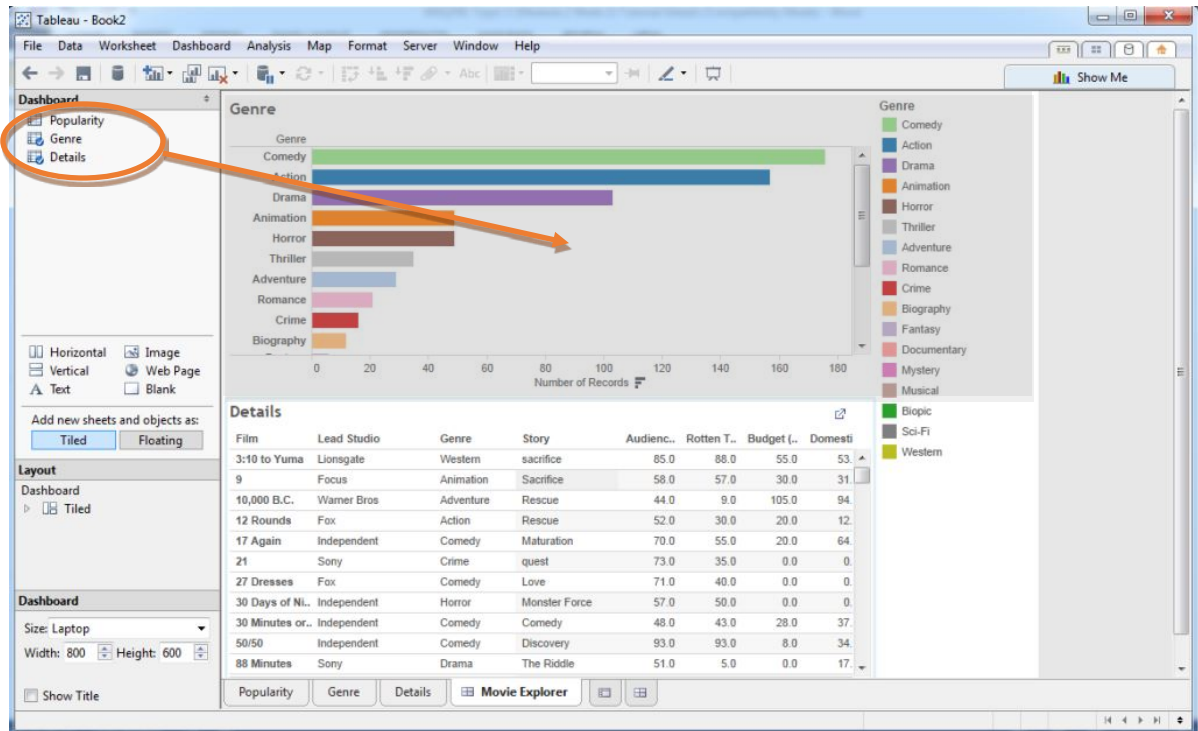 Tableau - Book2
File Data Worksheet Dashboard Analysis Map Format Server Window Help
Abc
Show Me
Dashboard
Popularity
Genre
Details
Horizontal Image
Vertical Web Page
A Text Blank
Add new sheets and objects as:
Tiled Floating
Layout
Dashboard
Tiled
Dashboard
Size: Laptop
Width: 800 Height: 600
Show Title
Genre
Genre
Comedy
Action
Drama
Animation
Horror
Thriller
Adventure
Romance
Crime
Biography
0 20 40 60 80 100 120 140 160 180
Number of Records
Genre
Comedy
Action
Drama
Animation
Horror
Thriller
Adventure
Romance
Crime
Biography
Fantasy
Documentary
Mystery
Musical
Biopic
Sci-Fi
Western
Details
Film Lead Studio Genre Story Audienc.. Rotten T.. Budget (.. Domesti
3:10 to Yuma Lionsgate Western sacrifice 85.0 88.0 55.0 53.
9 Focus Animation Sacrifice 58.0 57.0 30.0 31.
10,000 B.C. Warner Bros Adventure Rescue 44.0 9.0 105.0 94.
12 Rounds Fox Action Rescue 52.0 30.0 20.0 12.
17 Again Independent Comedy Maturation 70.0 55.0 20.0 64.
21 Sony Crime quest 73.0 35.0 0.0 0.
27 Dresses Fox Comedy Love 71.0 40.0 0.0 0.
30 Days of Ni.. Independent Horror Monster Force 57.0 50.0 0.0 0.
30 Minutes or.. Independent Comedy Comedy 48.0 43.0 28.0 37.
50/50 Independent Comedy Discovery 93.0 93.0 8.0 34.
88 Minutes Sony Drama The Riddle 51.0 5.0 0.0 17.
Popularity Genre Details Movie Explorer